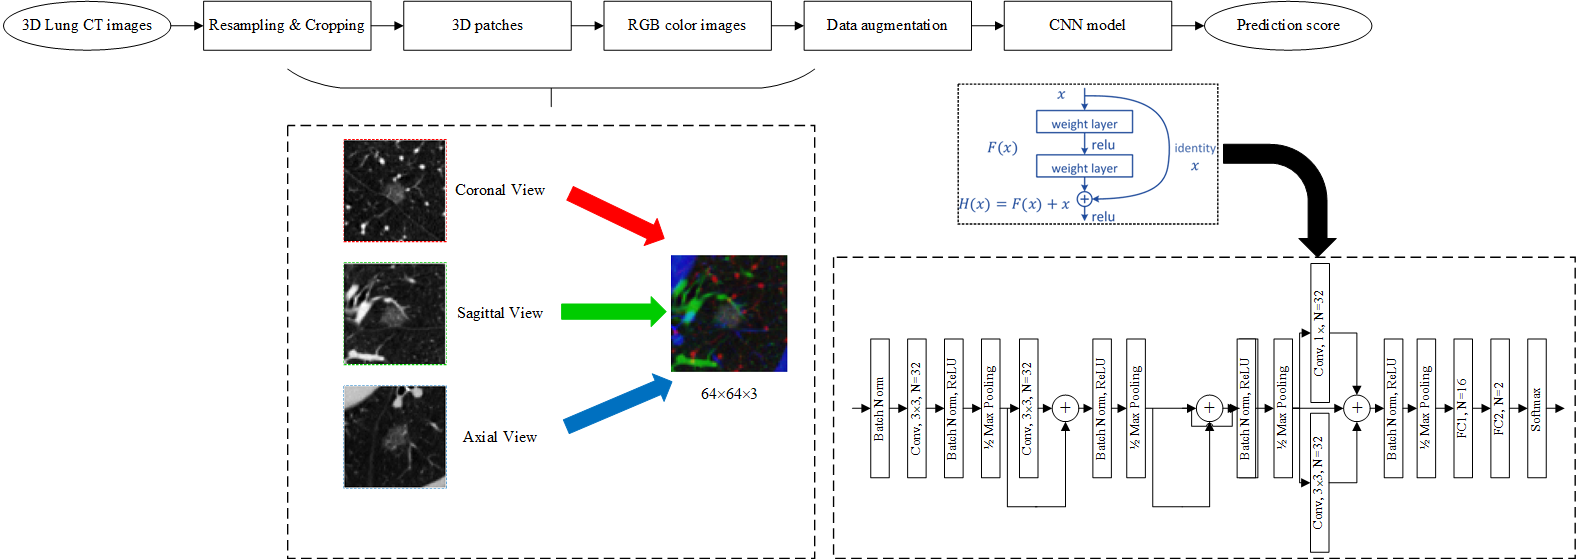 3D Lung CT images
Resampling & Cropping
3D patches
RGB color images
Data augmentation
CNN model
Prediction score
Coronal View
Sagittal View
Axial View
64×64×3
x
weight layer
relu
F(x)
weight layer
identity
x
H(x) = F(x) + x
relu
Batch Norm
Conv, 3×3, N=32
Batch Norm, ReLU
½ Max Pooling
Conv, 3×3, N=32
Batch Norm, ReLU
½ Max Pooling
Batch Norm, ReLU
½ Max Pooling
Conv, 1×, N=32
Conv, 3×3, N=32
Batch Norm, ReLU
½ Max Pooling
FC1, N=16
FC2, N=2
Softmax